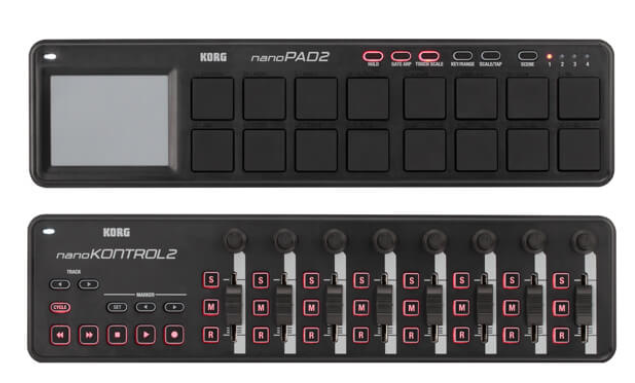 KORG nanoPAD2
HOLD GATE ARP TOUCH SCALE KEY/RANGE SCALE/TAP SCENE 1 2 3 4
KORG
nanoKONTROL2
TRACK
CYCLE
MARKER
SET
S S S S S S S S
M M M M M M M M
R R R R R R R R